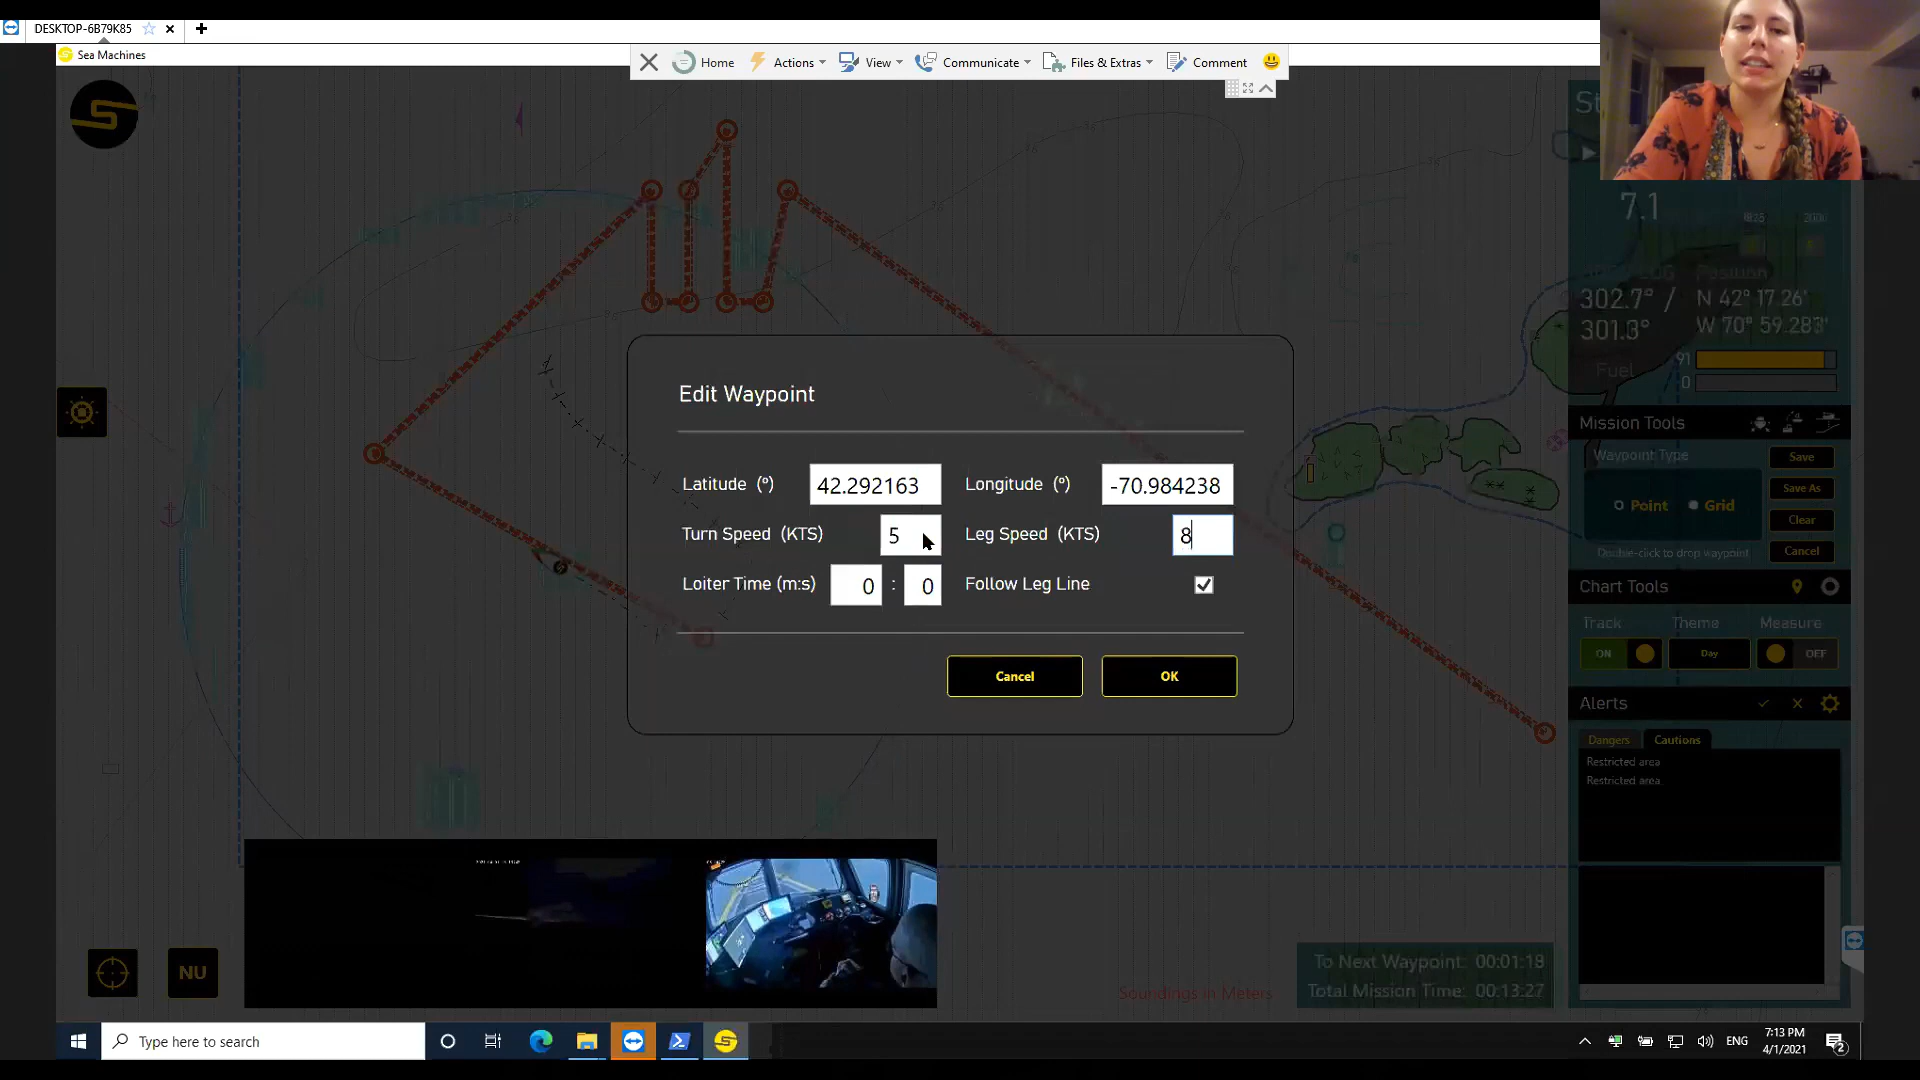 DESKTOP-6B79K85
Sea Machines
Home
Actions
View
Communicate
Files & Extras
Comment
7.1
302.7° /
301.3°
Position
N 42° 17.26'
W 70° 59.283'
Fuel
91
0
Edit Waypoint
Latitude (º)
42.292163
Longitude (º)
-70.984238
Turn Speed (KTS)
5
Leg Speed (KTS)
8
Loiter Time (m:s)
0 : 0
Follow Leg Line
Cancel
OK
Mission Tools
Waypoint Type
Point
Grid
Double-click to drop waypoint
Save
Save As
Clear
Cancel
Chart Tools
Track
Theme
Measure
ON
Day
OFF
Alerts
Dangers
Cautions
Restricted area
Restricted area
NU
Soundings in Meters
To Next Waypoint: 00:01:18
Total Mission Time: 00:13:27
Type here to search
ENG
7:13 PM
4/1/2021
2